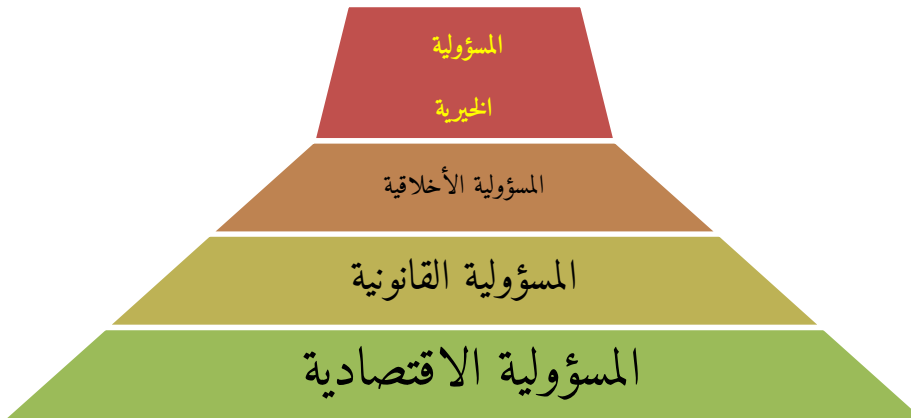 المسؤولية
الخيرية
المسؤولية الأخلاقية
المسؤولية القانونية
المسؤولية الاقتصادية